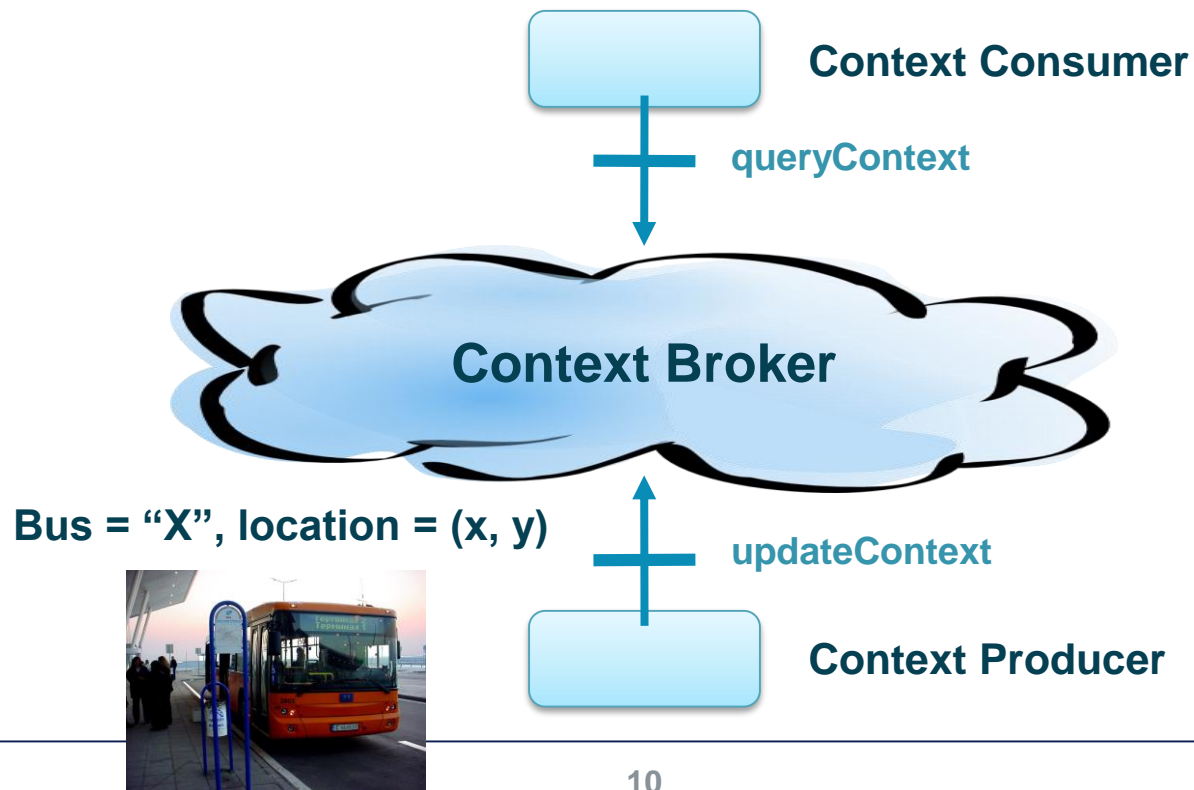 Context Consumer
queryContext
Context Broker
Bus = “X”, location = (x, y)
updateContext
Context Producer
10